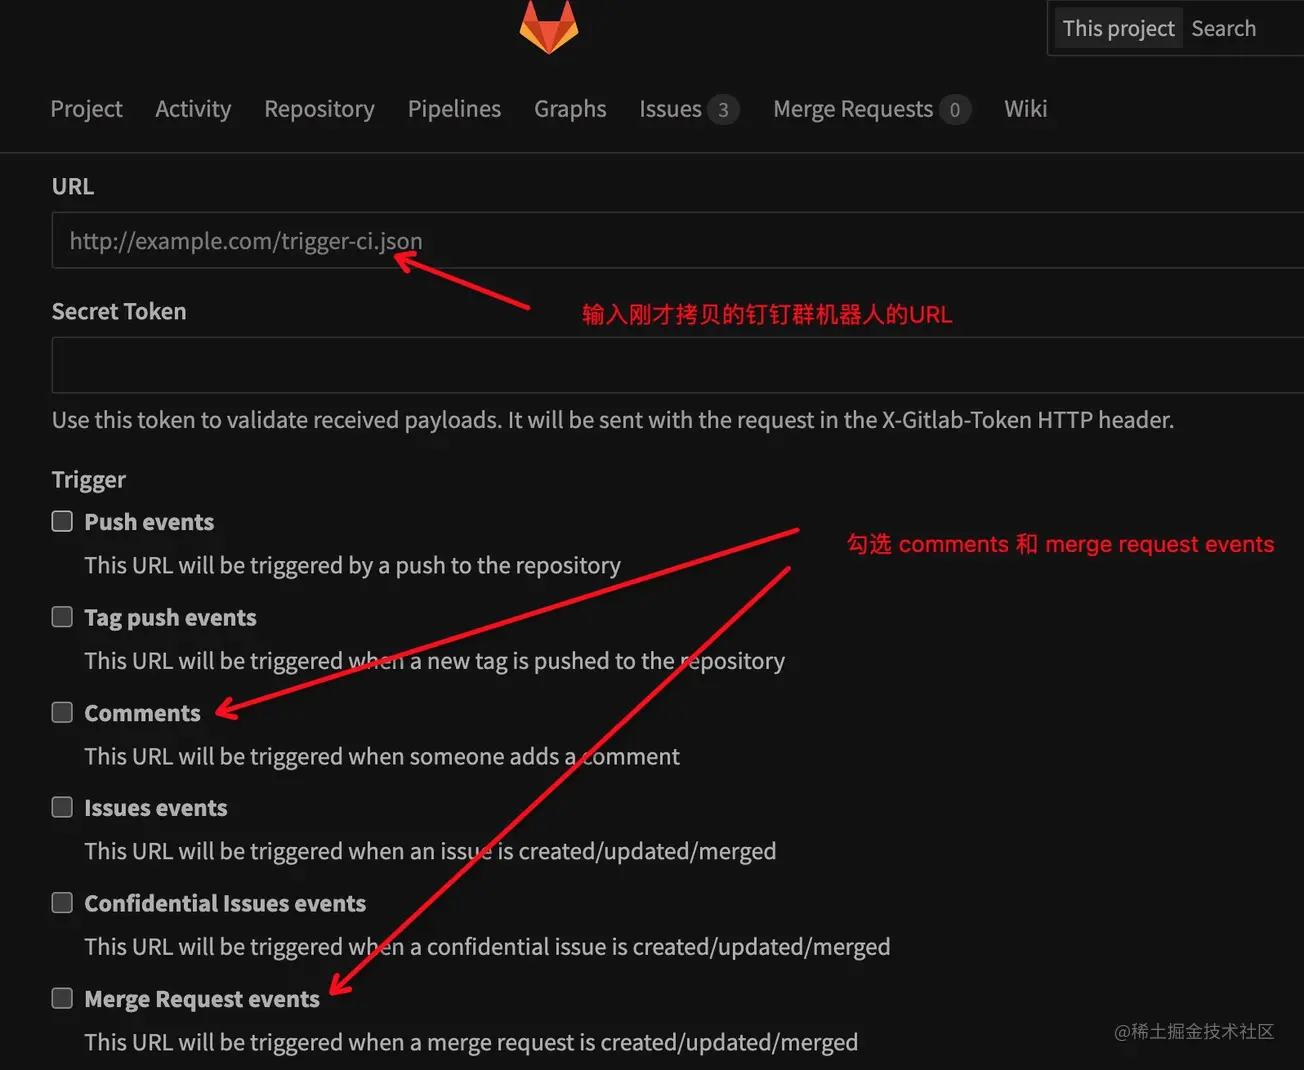 This project Search
Project Activity Repository Pipelines Graphs Issues 3 Merge Requests 0 Wiki
URL
http://example.com/trigger-ci.json
输入刚才拷贝的钉钉群机器人的URL
Secret Token
Use this token to validate received payloads. It will be sent with the request in the X-Gitlab-Token HTTP header.
Trigger
Push events
勾选 comments 和 merge request events
This URL will be triggered by a push to the repository
Tag push events
This URL will be triggered when a new tag is pushed to the repository
Comments
This URL will be triggered when someone adds a comment
Issues events
This URL will be triggered when an issue is created/updated/merged
Confidential Issues events
This URL will be triggered when a confidential issue is created/updated/merged
Merge Request events
This URL will be triggered when a merge request is created/updated/merged
@稀土掘金技术社区